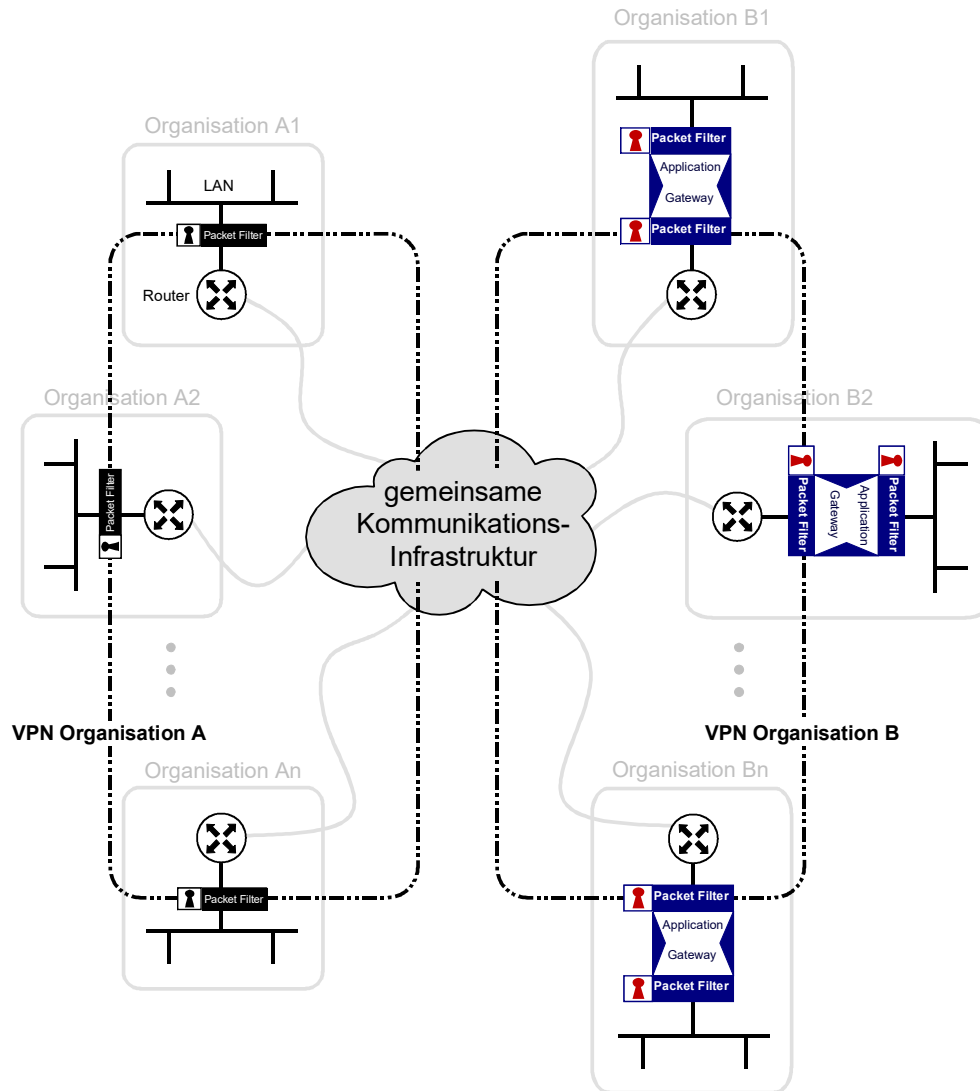 Organisation B1
Organisation A1
Packet Filter
Application
Gateway
Packet Filter
LAN
Packet Filter
Router
Organisation A2
Organisation B2
Packet Filter
gemeinsame
Kommunikations-
Infrastruktur
Packet Filter
Application
Gateway
Packet Filter
VPN Organisation A
VPN Organisation B
Organisation An
Organisation Bn
Packet Filter
Packet Filter
Application
Gateway
Packet Filter